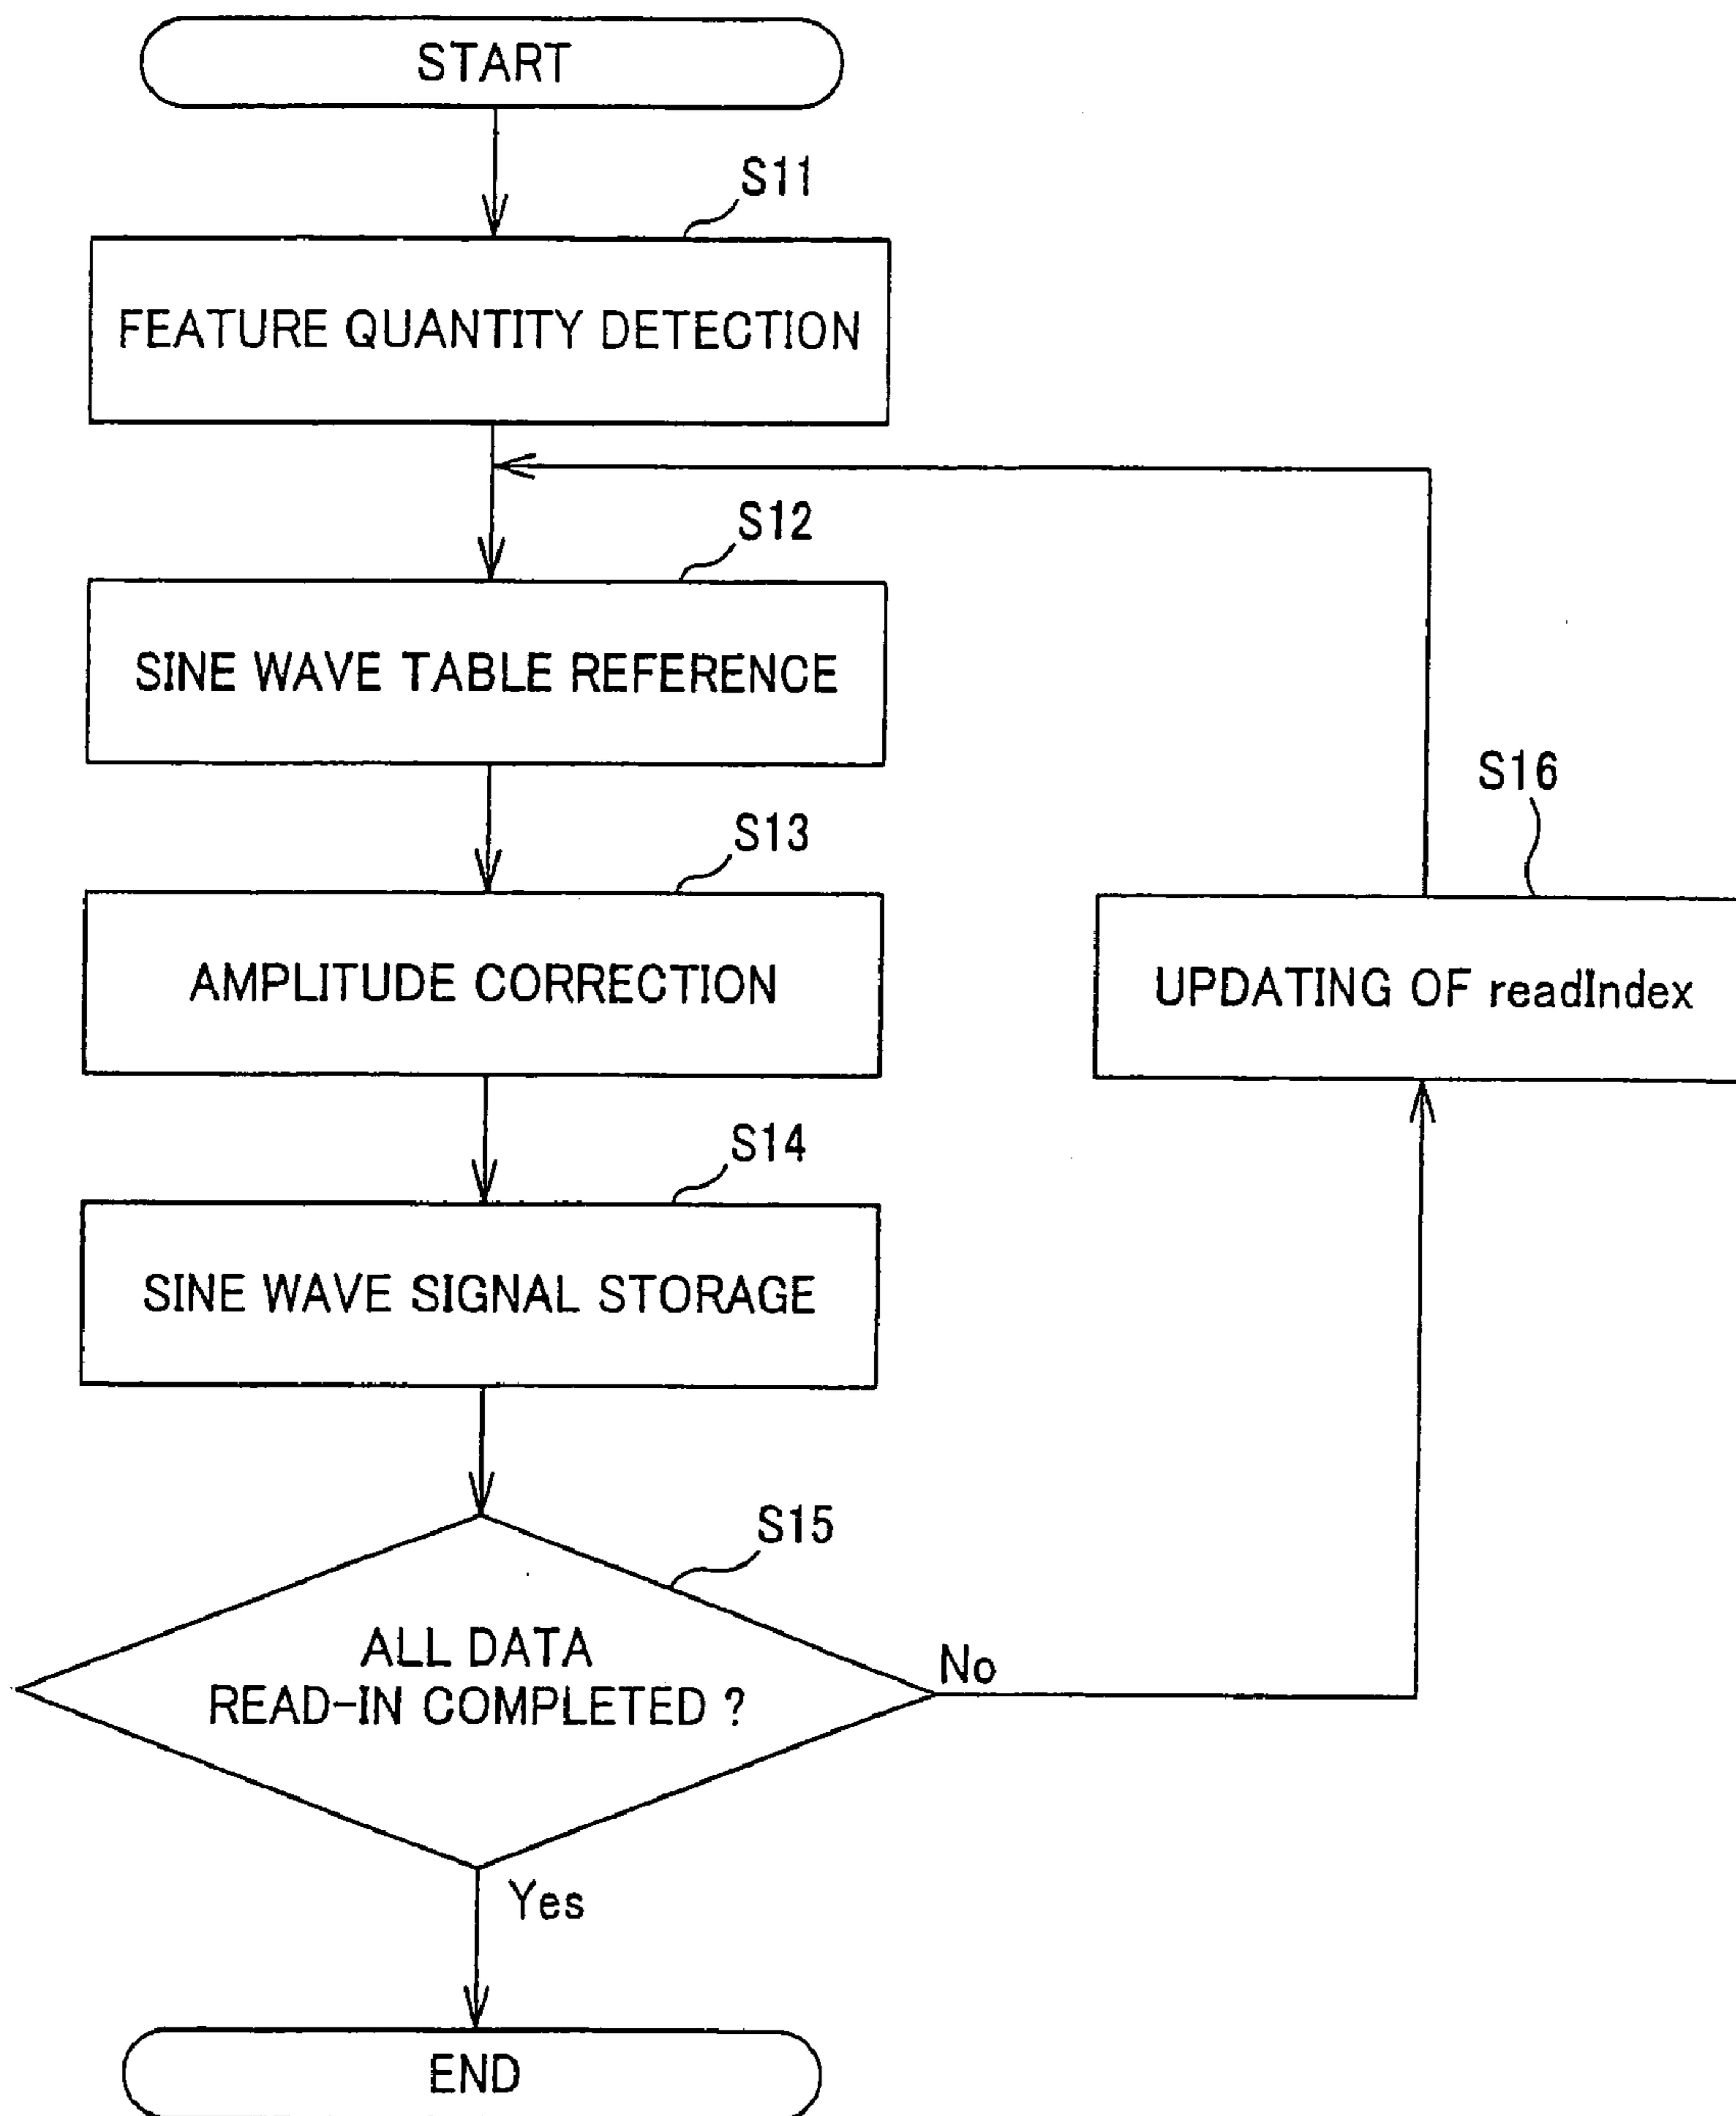 START
S11
FEATURE QUANTITY DETECTION
S12
SINE WAVE TABLE REFERENCE
S13
AMPLITUDE CORRECTION
S16
UPDATING OF readIndex
S14
SINE WAVE SIGNAL STORAGE
S15
ALL DATA
READ-IN COMPLETED ?
No
Yes
END